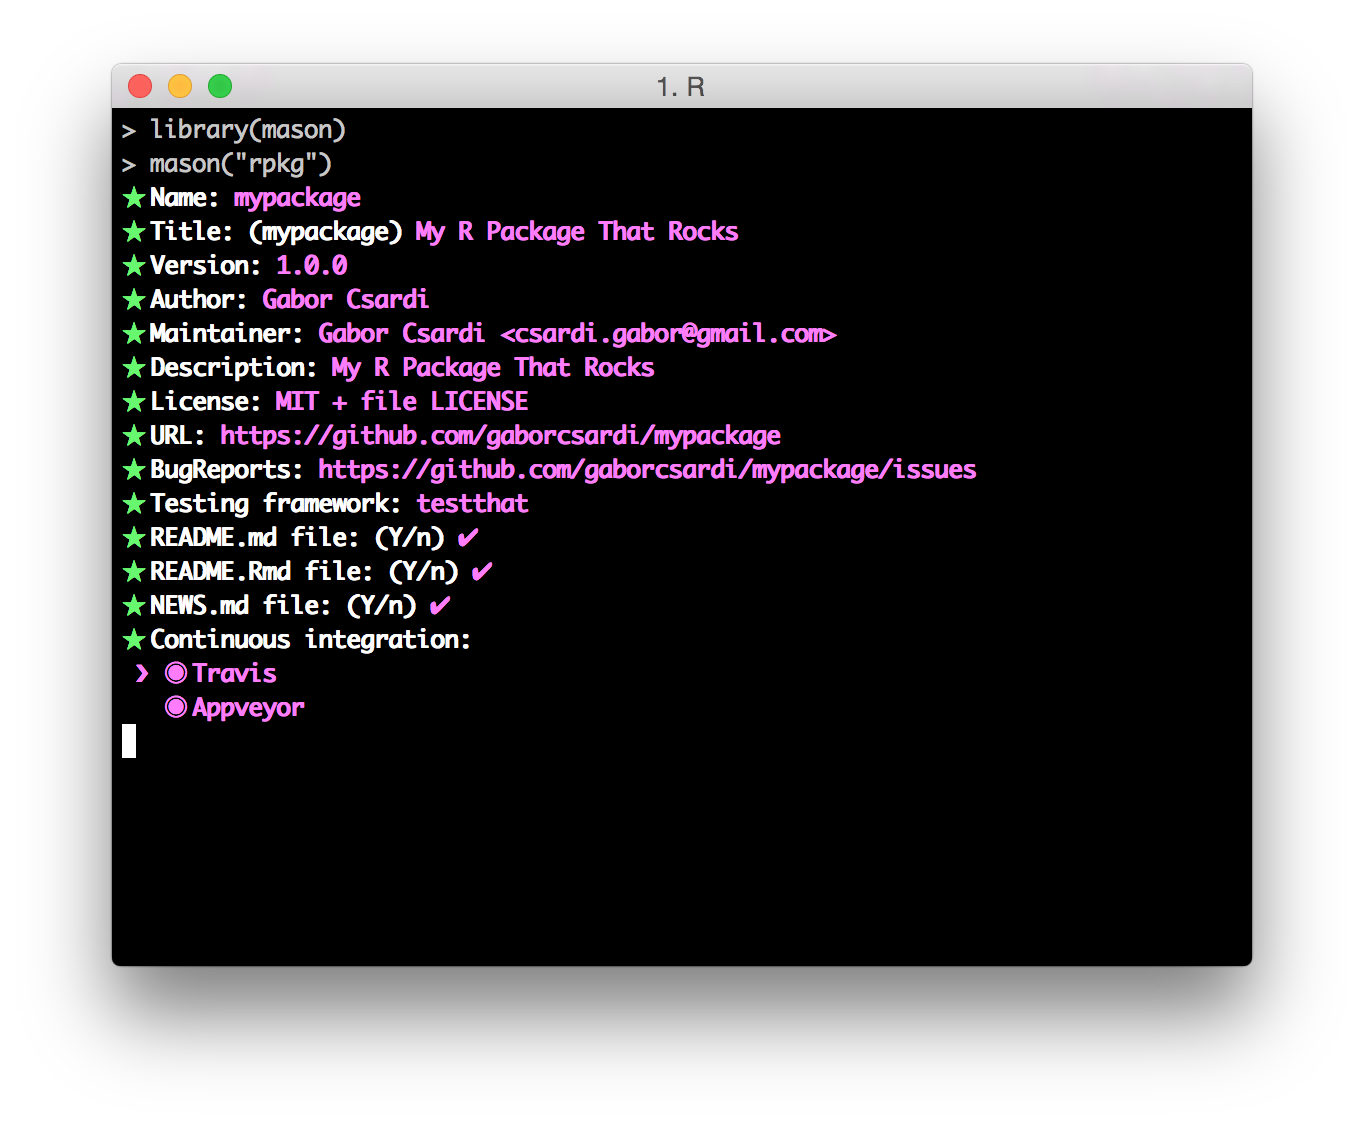 1. R
> library(mason)
> mason("rpkg")
★Name: mypackage
★Title: (mypackage) My R Package That Rocks
★Version: 1.0.0
★Author: Gabor Csardi
★Maintainer: Gabor Csardi <csardi.gabor@gmail.com>
★Description: My R Package That Rocks
★License: MIT + file LICENSE
★URL: https://github.com/gaborcsardi/mypackage
★BugReports: https://github.com/gaborcsardi/mypackage/issues
★Testing framework: testthat
★README.md file: (Y/n) ✔
★README.Rmd file: (Y/n) ✔
★NEWS.md file: (Y/n) ✔
★Continuous integration:
❯ ◉Travis
◉Appveyor